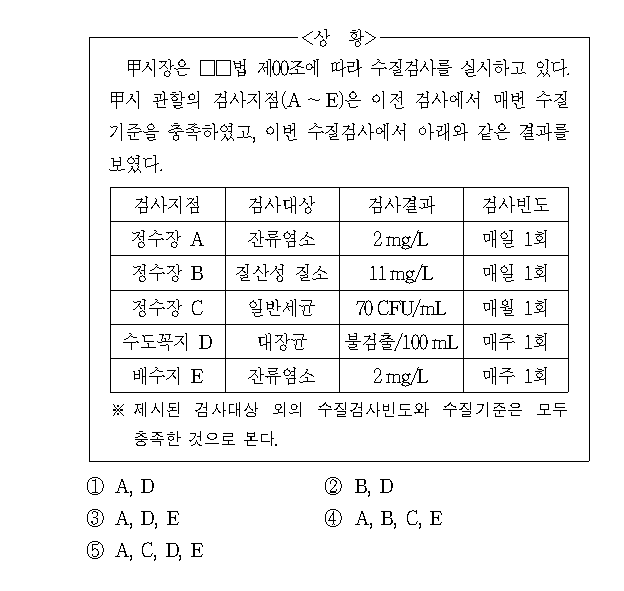 <상 황>
甲시장은 □□법 제00조에 따라 수질검사를 실시하고 있다.
甲시 관할의 검사지점(A ~ E)은 이전 검사에서 매번 수질
기준을 충족하였고, 이번 수질검사에서 아래와 같은 결과를
보였다.
검사지점 검사대상 검사결과 검사빈도
정수장 A 잔류염소 2 mg/L 매일 1회
정수장 B 질산성 질소 11 mg/L 매일 1회
정수장 C 일반세균 70 CFU/mL 매월 1회
수도꼭지 D 대장균 불검출/100 mL 매주 1회
배수지 E 잔류염소 2 mg/L 매주 1회
※ 제시된 검사대상 외의 수질검사빈도와 수질기준은 모두
충족한 것으로 본다.
① A, D ② B, D
③ A, D, E ④ A, B, C, E
⑤ A, C, D, E